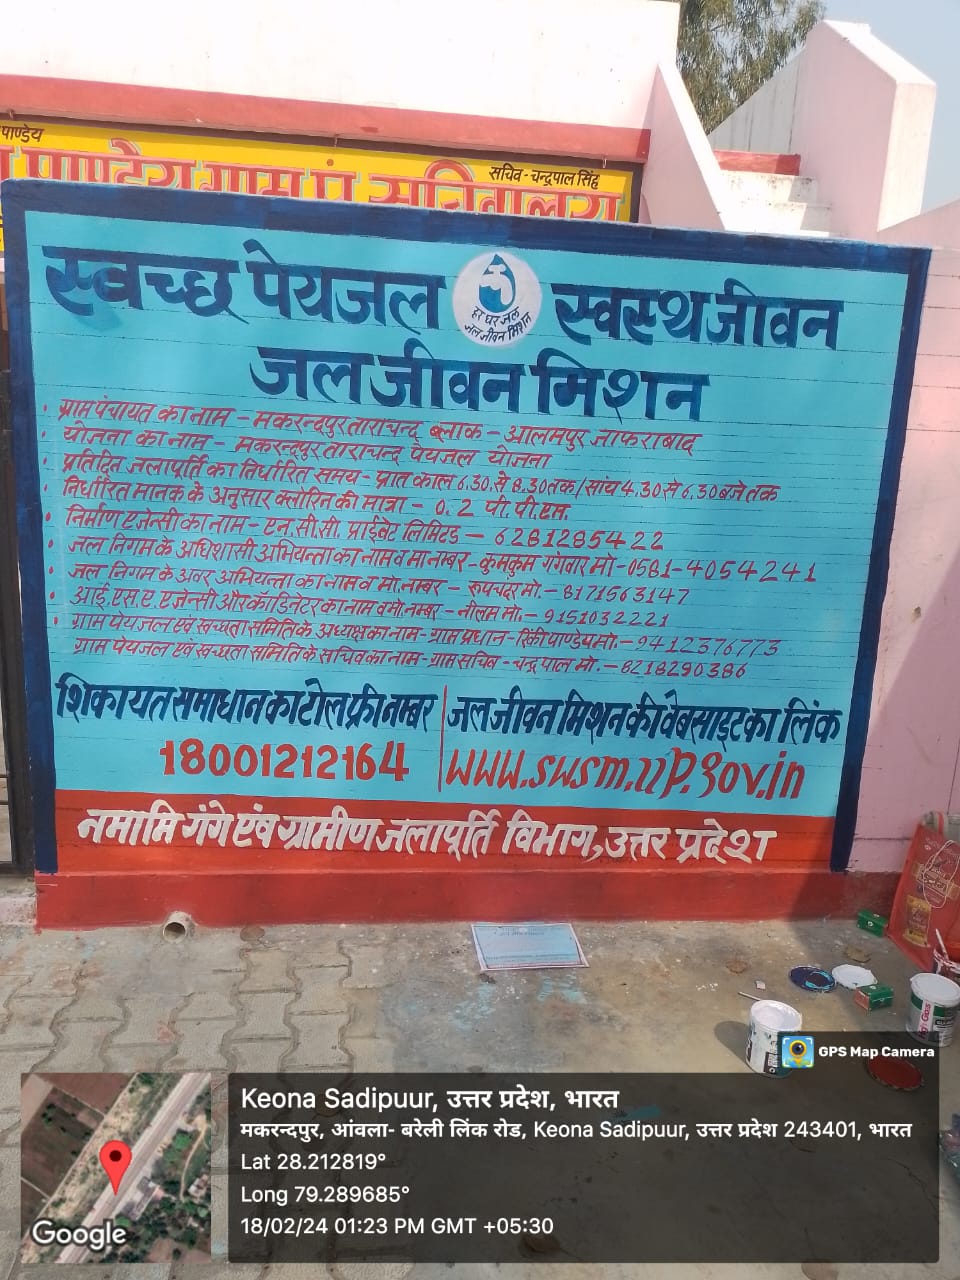 पाण्डेय
सचिव - चन्द्रपाल सिंह
पाण्डेय ग्राम पं. सचिवालय
स्वच्छ पेयजल स्वस्थ जीवन
हर घर जल
जल जीवन मिशन
जल जीवन मिशन
• ग्राम पंचायत का नाम - मकरन्दपुर ताराचन्द ब्लाक - आलमपुर जाफराबाद
• योजना का नाम - मकरन्दपुर ताराचन्द पेयजल योजना
• प्रतिदिन जलापूर्ति का निर्धारित समय - प्रात काल 6.30 से 8.30 तक / सांय 4.30 से 6.30 बजे तक
• निर्धारित मानक के अनुसार क्लोरिन की मात्रा - 0.2 पी.पी.एम.
• निर्माण एजेन्सी का नाम - एन.सी.सी. प्राईबेट लिमिटड - 6281285422
• जल निगम के अधिशासी अभियन्ता का नाम व मो नम्बर - कुमकुम गंगवार मो - 0581-4054241
• जल निगम के अवर अभियन्ता का नाम व मो. नम्बर - रूपचंद्र मो. - 8171563147
• आई.एस.ए. एजेन्सी और कॉडिनेटर का नाम व मो. नम्बर - नीलम मो. - 9151032221
• ग्राम पेयजल एवं स्वच्छता समिति के अध्यक्ष का नाम - ग्राम प्रधान - रिंकी पाण्डेय मो. - 9412376773
ग्राम पेयजल एवं स्वच्छता समिति के सचिव का नाम - ग्राम सचिव - चन्द्रपाल मो. - 8218290386
शिकायत समाधान का टोल फ्री नम्बर
18001212164
जल जीवन मिशन की वेबसाइट का लिंक
www.swsm.up.gov.in
नमामि गंगे एंव ग्रामीण जलापूर्ति विभाग, उत्तर प्रदेश
GPS Map Camera
Keona Sadipuur, उत्तर प्रदेश, भारत
मकरन्दपुर, आंवला- बरेली लिंक रोड, Keona Sadipuur, उत्तर प्रदेश 243401, भारत
Lat 28.212819°
Long 79.289685°
18/02/24 01:23 PM GMT +05:30
Google